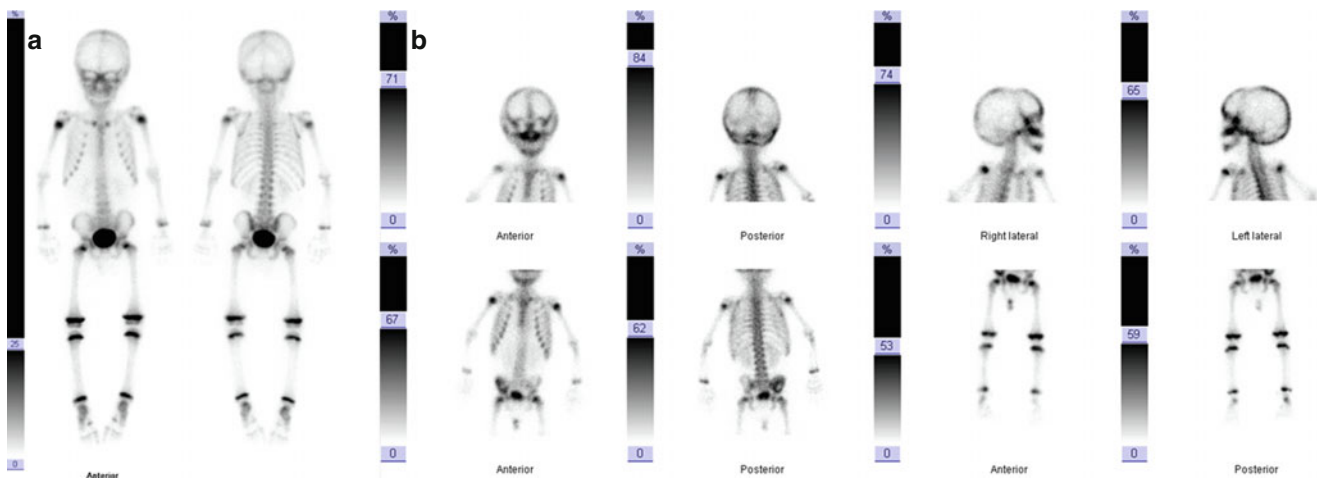 %
a
25
0
Anterior
%
b
71
0
Anterior
%
84
0
Posterior
%
74
0
Right lateral
%
65
0
Left lateral
%
67
0
Anterior
%
62
0
Posterior
%
53
0
Anterior
%
59
0
Posterior